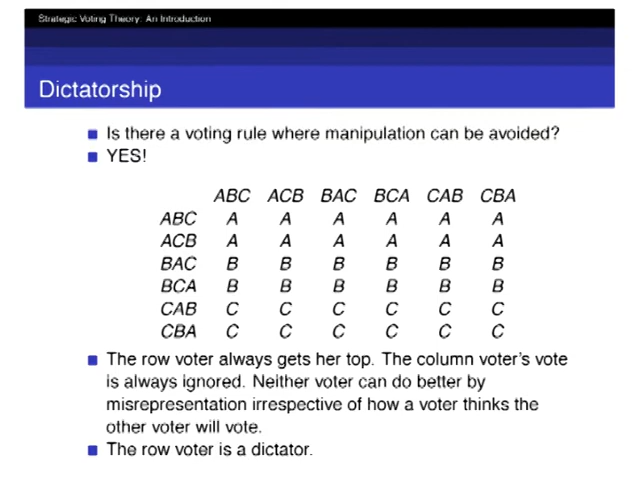 Strategic Voting Theory: An Introduction
Dictatorship
Is there a voting rule where manipulation can be avoided?
YES!
ABC ACB BAC BCA CAB CBA
ABC A A A A A A
ACB A A A A A A
BAC B B B B B B
BCA B B B B B B
CAB C C C C C C
CBA C C C C C C
The row voter always gets her top. The column voter's vote
is always ignored. Neither voter can do better by
misrepresentation irrespective of how a voter thinks the
other voter will vote.
The row voter is a dictator.